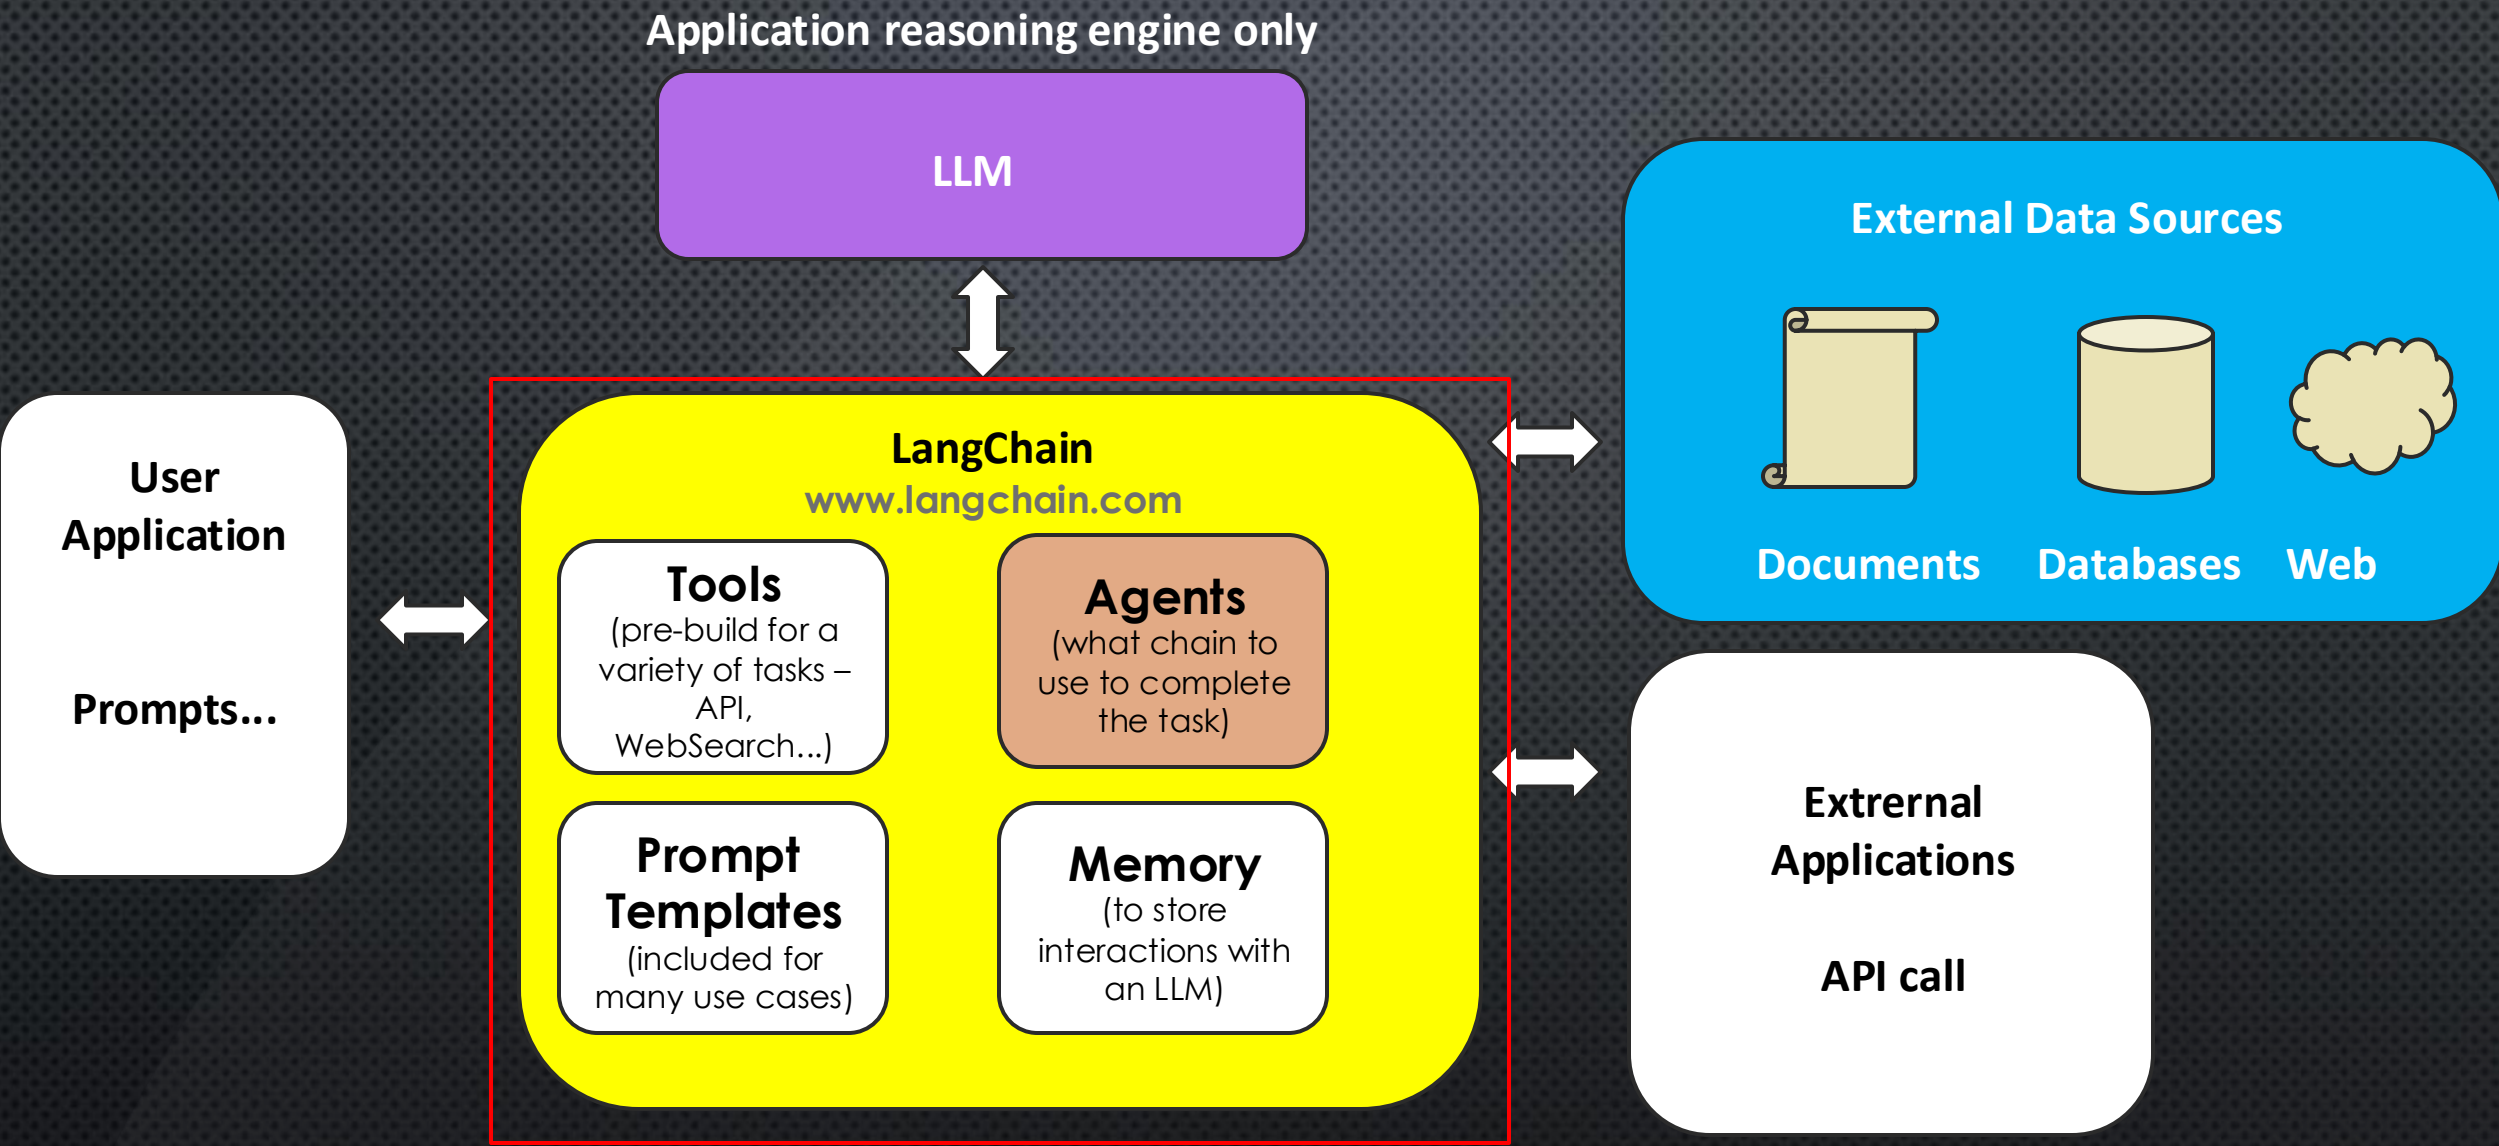 Application reasoning engine only
LLM
User
Application
Prompts...
LangChain
www.langchain.com
Tools
(pre-build for a
variety of tasks –
API,
WebSearch...)
Agents
(what chain to
use to complete
the task)
Prompt
Templates
(included for
many use cases)
Memory
(to store
interactions with
an LLM)
External Data Sources
Documents
Databases
Web
Extrernal
Applications
API call